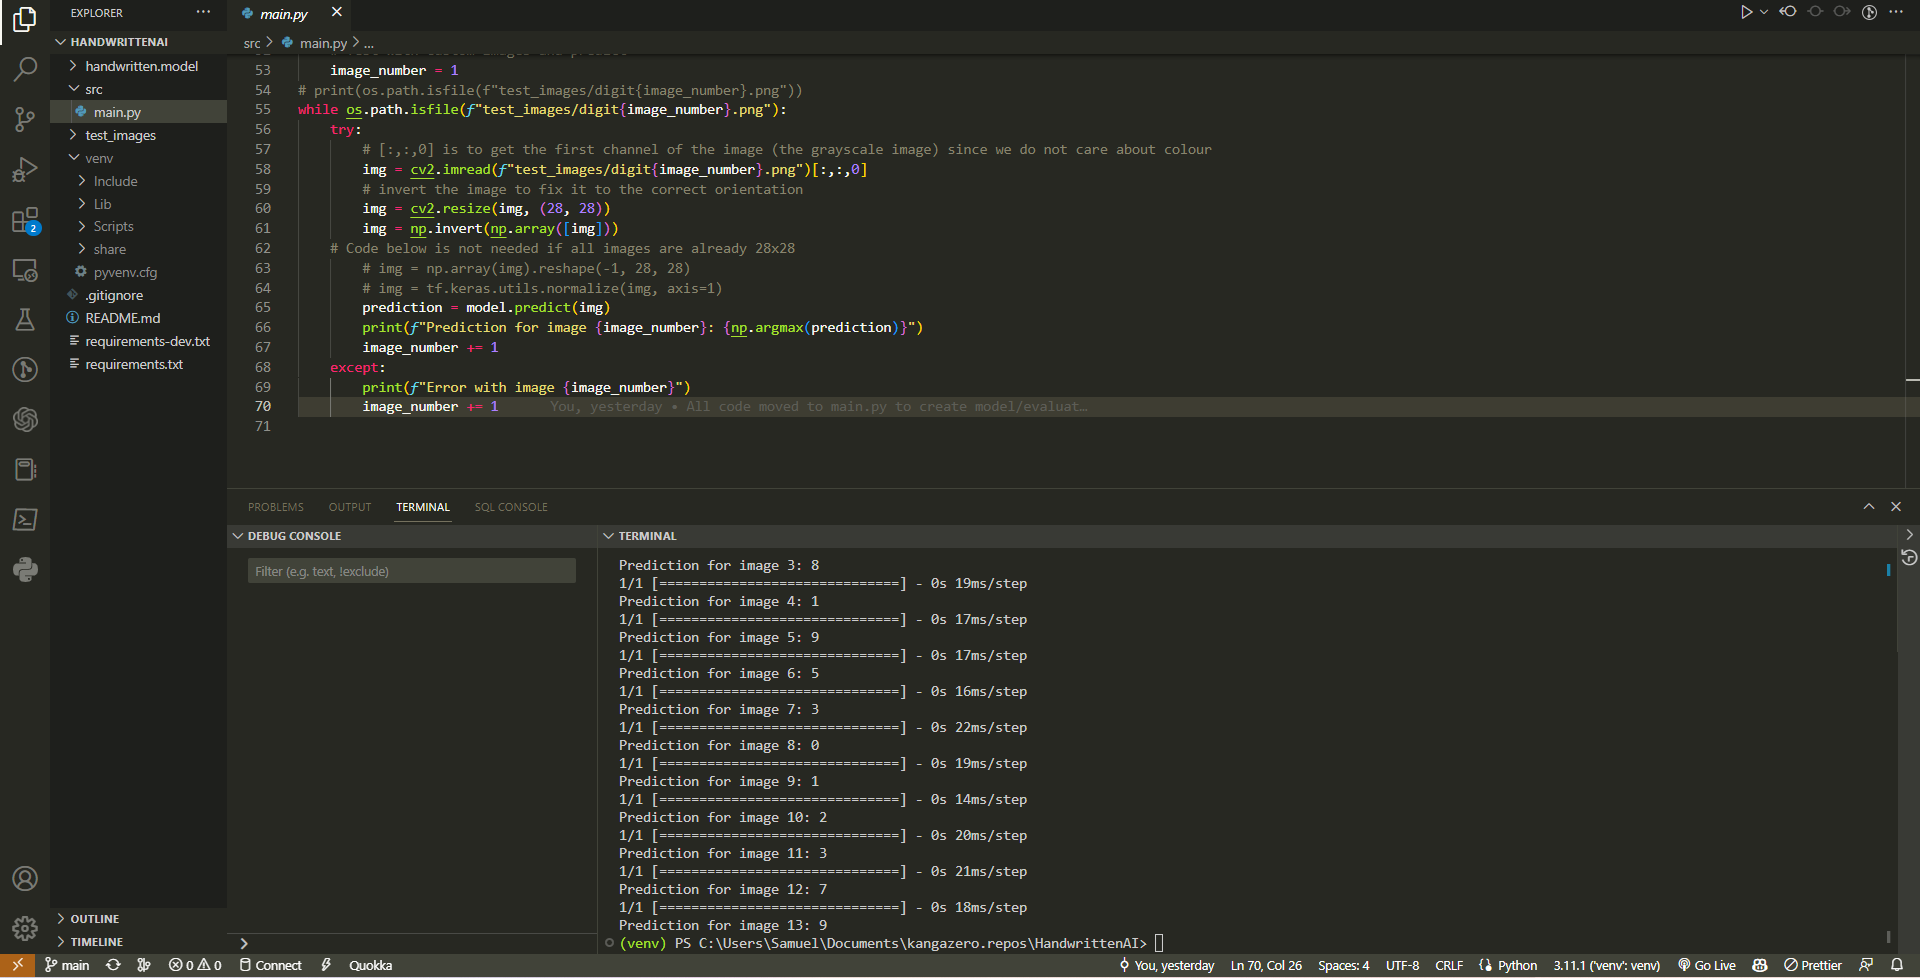 EXPLORER
···
main.py
HANDWRITTENAI
src > main.py > ...
handwritten.model
src
main.py
test_images
venv
Include
Lib
Scripts
share
pyvenv.cfg
.gitignore
README.md
requirements-dev.txt
requirements.txt
2
53 image_number = 1
54 # print(os.path.isfile(f"test_images/digit{image_number}.png"))
55 while os.path.isfile(f"test_images/digit{image_number}.png"):
56 try:
57 # [:,:,0] is to get the first channel of the image (the grayscale image) since we do not care about colour
58 img = cv2.imread(f"test_images/digit{image_number}.png")[:,:,0]
59 # invert the image to fix it to the correct orientation
60 img = cv2.resize(img, (28, 28))
61 img = np.invert(np.array([img]))
62 # Code below is not needed if all images are already 28x28
63 # img = np.array(img).reshape(-1, 28, 28)
64 # img = tf.keras.utils.normalize(img, axis=1)
65 prediction = model.predict(img)
66 print(f"Prediction for image {image_number}: {np.argmax(prediction)}")
67 image_number += 1
68 except:
69 print(f"Error with image {image_number}")
70 image_number += 1 You, yesterday • All code moved to main.py to create model/evaluat…
71
PROBLEMS OUTPUT TERMINAL SQL CONSOLE
DEBUG CONSOLE
Filter (e.g. text, !exclude)
TERMINAL
Prediction for image 3: 8
1/1 [==============================] - 0s 19ms/step
Prediction for image 4: 1
1/1 [==============================] - 0s 17ms/step
Prediction for image 5: 9
1/1 [==============================] - 0s 17ms/step
Prediction for image 6: 5
1/1 [==============================] - 0s 16ms/step
Prediction for image 7: 3
1/1 [==============================] - 0s 22ms/step
Prediction for image 8: 0
1/1 [==============================] - 0s 19ms/step
Prediction for image 9: 1
1/1 [==============================] - 0s 14ms/step
Prediction for image 10: 2
1/1 [==============================] - 0s 20ms/step
Prediction for image 11: 3
1/1 [==============================] - 0s 21ms/step
Prediction for image 12: 7
1/1 [==============================] - 0s 18ms/step
Prediction for image 13: 9
(venv) PS C:\Users\Samuel\Documents\kangazero.repos\HandwrittenAI>
OUTLINE
TIMELINE
main 0 0 Connect Quokka You, yesterday Ln 70, Col 26 Spaces: 4 UTF-8 CRLF Python 3.11.1 ('venv': venv) Go Live Prettier